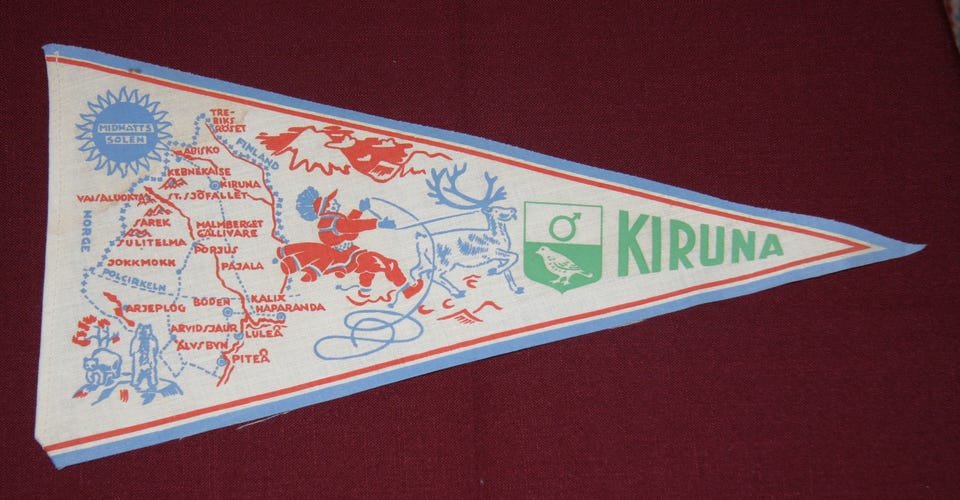 MIDNATTS
SOLEN
TRE-
RIKS
RÖSET
FINLAND
ABISKO
KEBNEKAISE
KIRUNA
VAISALUOKTA
ST. SJÖFALLET
NORGE
SAREK
MALMBERGET
GÄLLIVARE
SULITELMA
PORJUS
JOKKMOKK
PAJALA
POLCIRKELN
ARJEPLOG
BODEN
KALIX
HAPARANDA
ARVIDSJAUR
LULEÅ
ÄLVSBYN
PITEÅ
KIRUNA